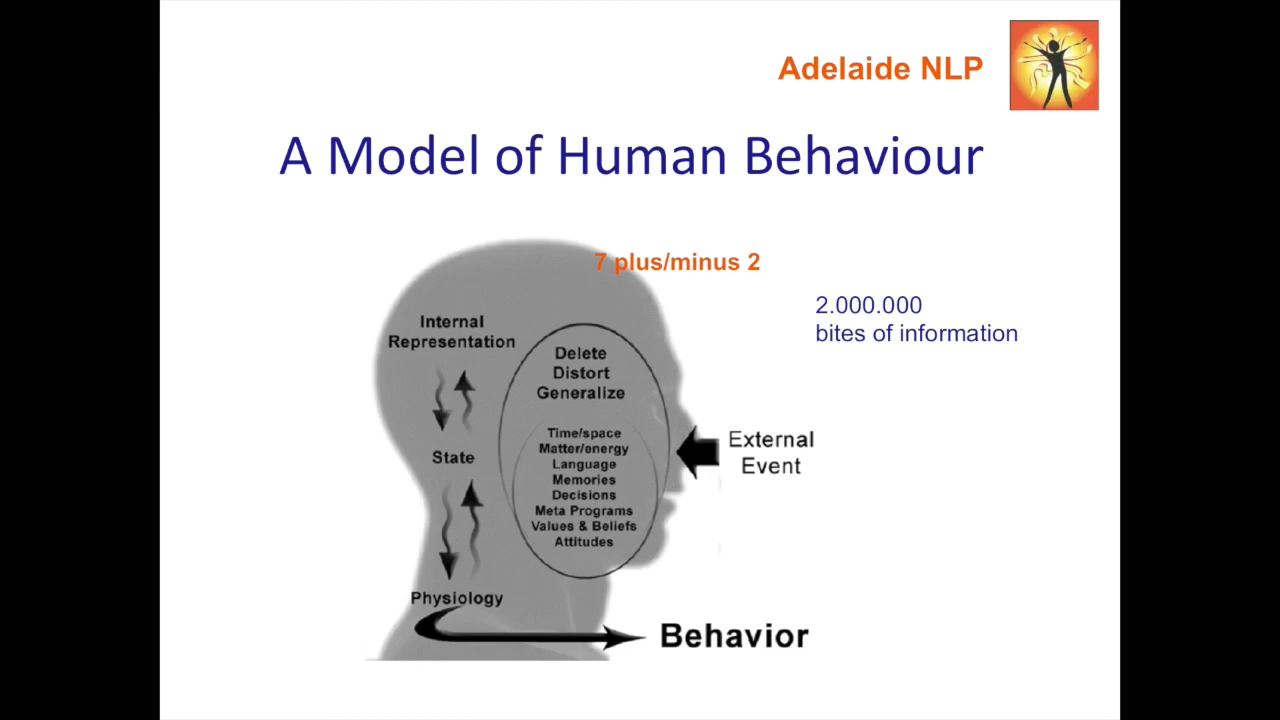 Adelaide NLP
A Model of Human Behaviour
7 plus/minus 2
2.000.000
bites of information
Internal
Representation
State
Physiology
Delete
Distort
Generalize
Time/space
Matter/energy
Language
Memories
Decisions
Meta Programs
Values & Beliefs
Attitudes
External
Event
Behavior